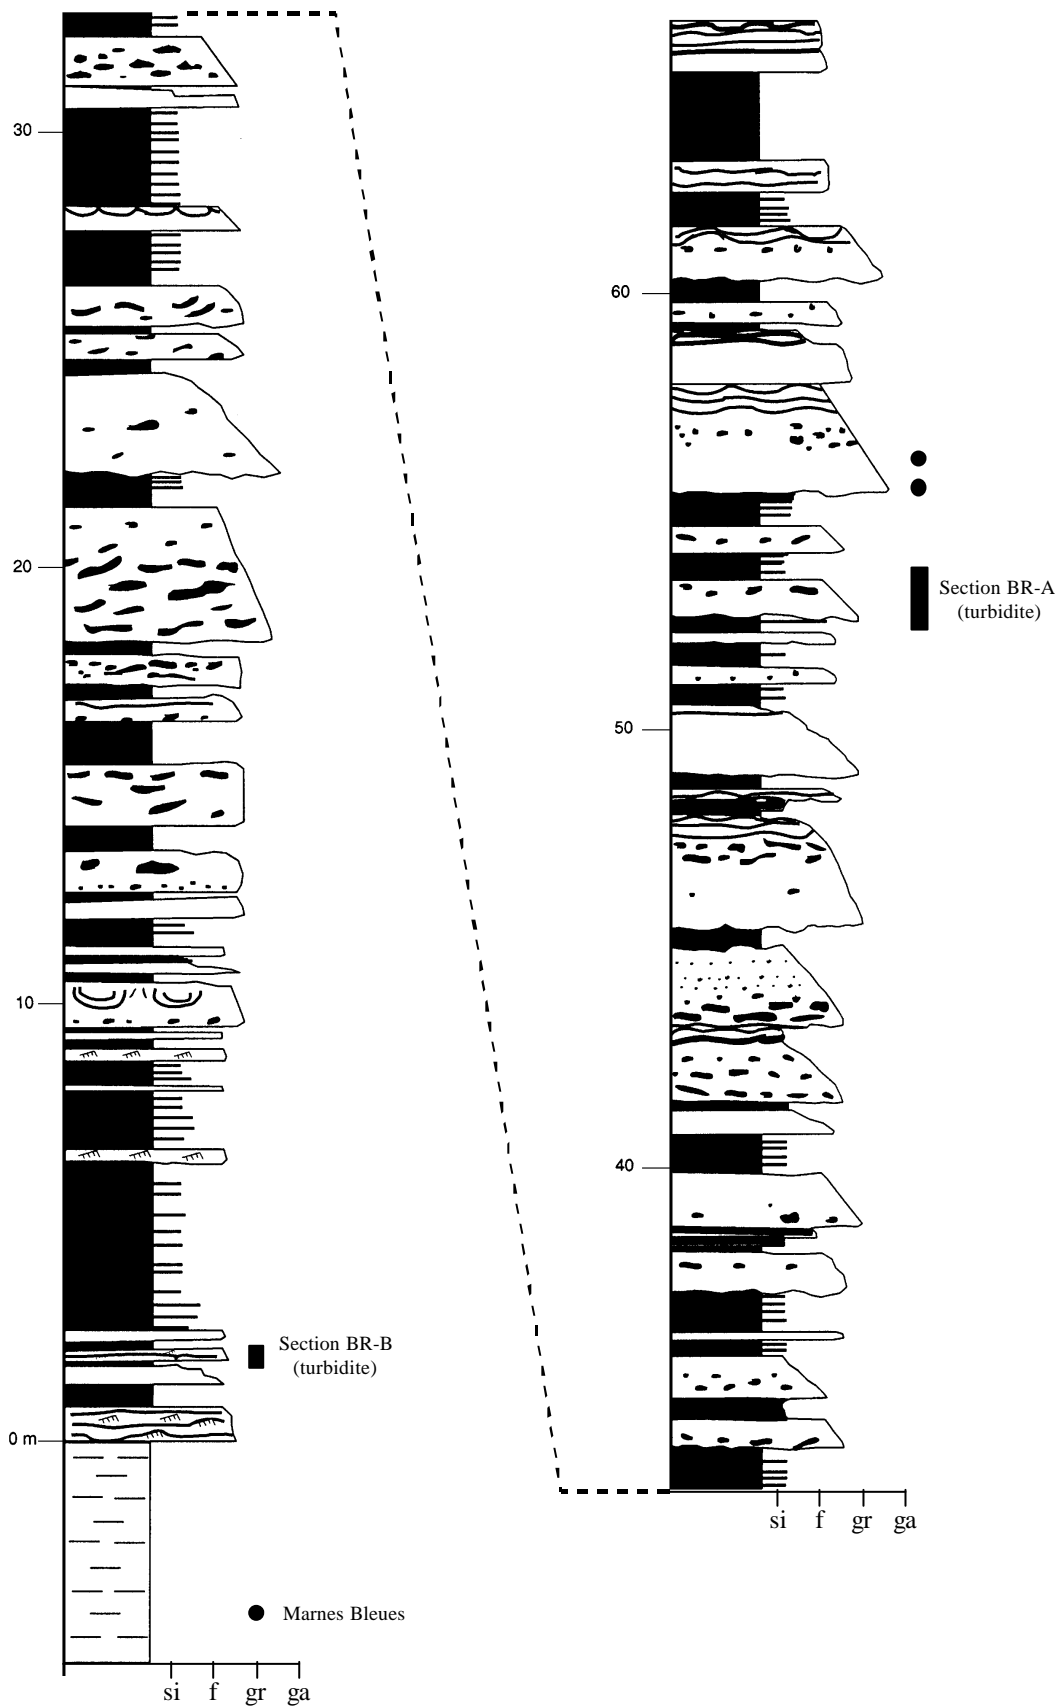 30
20
10
0 m
Section BR-B
(turbidite)
Marnes Bleues
si f gr ga
60
50
40
Section BR-A
(turbidite)
si f gr ga